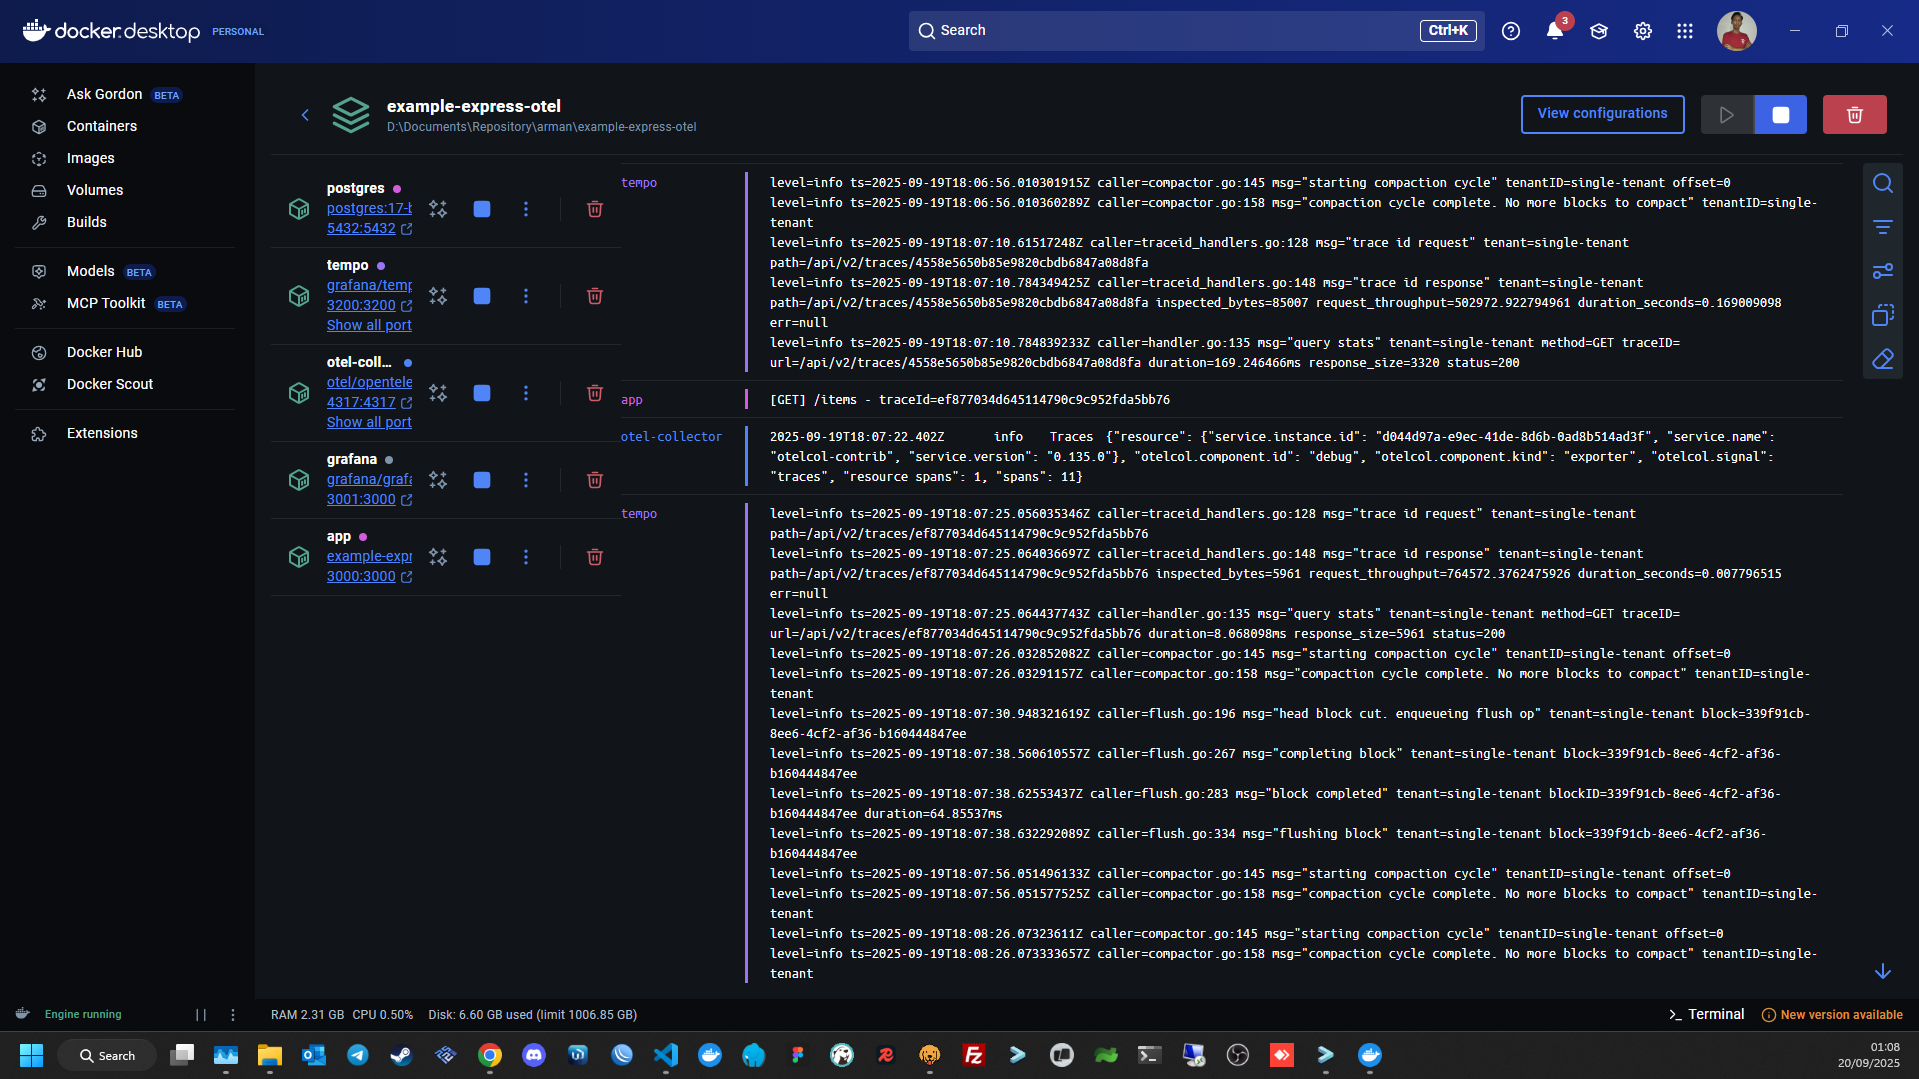 docker.desktop PERSONAL
Search Ctrl+K
3
Ask Gordon BETA
Containers
Images
Volumes
Builds
Models BETA
MCP Toolkit BETA
Docker Hub
Docker Scout
Extensions
example-express-otel
D:\Documents\Repository\arman\example-express-otel
View configurations
postgres
postgres:17-b
5432:5432
tempo
grafana/temp
3200:3200
Show all port
otel-coll...
otel/opentele
4317:4317
Show all port
grafana
grafana/grafa
3001:3000
app
example-expr
3000:3000
tempo
level=info ts=2025-09-19T18:06:56.010301915Z caller=compactor.go:145 msg="starting compaction cycle" tenantID=single-tenant offset=0
level=info ts=2025-09-19T18:06:56.010360289Z caller=compactor.go:158 msg="compaction cycle complete. No more blocks to compact" tenantID=single-
tenant
level=info ts=2025-09-19T18:07:10.61517248Z caller=traceid_handlers.go:128 msg="trace id request" tenant=single-tenant
path=/api/v2/traces/4558e5650b85e9820cbdb6847a08d8fa
level=info ts=2025-09-19T18:07:10.784349425Z caller=traceid_handlers.go:148 msg="trace id response" tenant=single-tenant
path=/api/v2/traces/4558e5650b85e9820cbdb6847a08d8fa inspected_bytes=85007 request_throughput=502972.922794961 duration_seconds=0.169009098
err=null
level=info ts=2025-09-19T18:07:10.784839233Z caller=handler.go:135 msg="query stats" tenant=single-tenant method=GET traceID=
url=/api/v2/traces/4558e5650b85e9820cbdb6847a08d8fa duration=169.246466ms response_size=3320 status=200
app
[GET] /items - traceId=ef877034d645114790c9c952fda5bb76
otel-collector
2025-09-19T18:07:22.402Z info Traces {"resource": {"service.instance.id": "d044d97a-e9ec-41de-8d6b-0ad8b514ad3f", "service.name":
"otelcol-contrib", "service.version": "0.135.0"}, "otelcol.component.id": "debug", "otelcol.component.kind": "exporter", "otelcol.signal":
"traces", "resource spans": 1, "spans": 11}
tempo
level=info ts=2025-09-19T18:07:25.056035346Z caller=traceid_handlers.go:128 msg="trace id request" tenant=single-tenant
path=/api/v2/traces/ef877034d645114790c9c952fda5bb76
level=info ts=2025-09-19T18:07:25.064036697Z caller=traceid_handlers.go:148 msg="trace id response" tenant=single-tenant
path=/api/v2/traces/ef877034d645114790c9c952fda5bb76 inspected_bytes=5961 request_throughput=764572.3762475926 duration_seconds=0.007796515
err=null
level=info ts=2025-09-19T18:07:25.064437743Z caller=handler.go:135 msg="query stats" tenant=single-tenant method=GET traceID=
url=/api/v2/traces/ef877034d645114790c9c952fda5bb76 duration=8.068098ms response_size=5961 status=200
level=info ts=2025-09-19T18:07:26.032852082Z caller=compactor.go:145 msg="starting compaction cycle" tenantID=single-tenant offset=0
level=info ts=2025-09-19T18:07:26.03291157Z caller=compactor.go:158 msg="compaction cycle complete. No more blocks to compact" tenantID=single-
tenant
level=info ts=2025-09-19T18:07:30.948321619Z caller=flush.go:196 msg="head block cut. enqueueing flush op" tenant=single-tenant block=339f91cb-
8ee6-4cf2-af36-b160444847ee
level=info ts=2025-09-19T18:07:38.560610557Z caller=flush.go:267 msg="completing block" tenant=single-tenant block=339f91cb-8ee6-4cf2-af36-
b160444847ee
level=info ts=2025-09-19T18:07:38.62553437Z caller=flush.go:283 msg="block completed" tenant=single-tenant blockID=339f91cb-8ee6-4cf2-af36-
b160444847ee duration=64.85537ms
level=info ts=2025-09-19T18:07:38.632292089Z caller=flush.go:334 msg="flushing block" tenant=single-tenant block=339f91cb-8ee6-4cf2-af36-
b160444847ee
level=info ts=2025-09-19T18:07:56.051496133Z caller=compactor.go:145 msg="starting compaction cycle" tenantID=single-tenant offset=0
level=info ts=2025-09-19T18:07:56.051577525Z caller=compactor.go:158 msg="compaction cycle complete. No more blocks to compact" tenantID=single-
tenant
level=info ts=2025-09-19T18:08:26.07323611Z caller=compactor.go:145 msg="starting compaction cycle" tenantID=single-tenant offset=0
level=info ts=2025-09-19T18:08:26.073333657Z caller=compactor.go:158 msg="compaction cycle complete. No more blocks to compact" tenantID=single-
tenant
Engine running
RAM 2.31 GB CPU 0.50% Disk: 6.60 GB used (limit 1006.85 GB)
Terminal
New version available
Search
01:08
20/09/2025